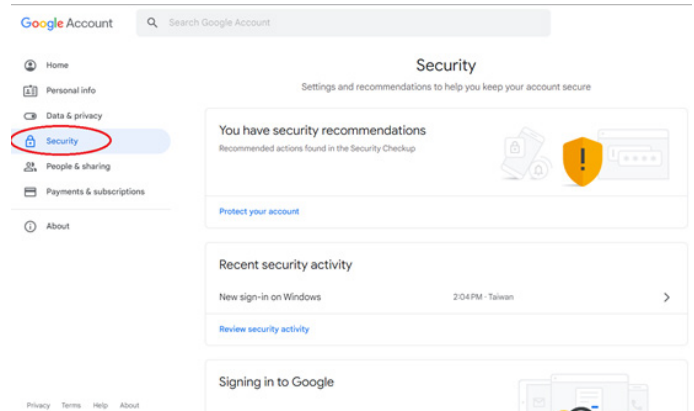 Google Account
Search Google Account
Home
Personal info
Data & privacy
Security
People & sharing
Payments & subscriptions
About
Privacy Terms Help About
Security
Settings and recommendations to help you keep your account secure
You have security recommendations
Recommended actions found in the Security Checkup
Protect your account
Recent security activity
New sign-in on Windows 2:04 PM · Taiwan
Review security activity
Signing in to Google